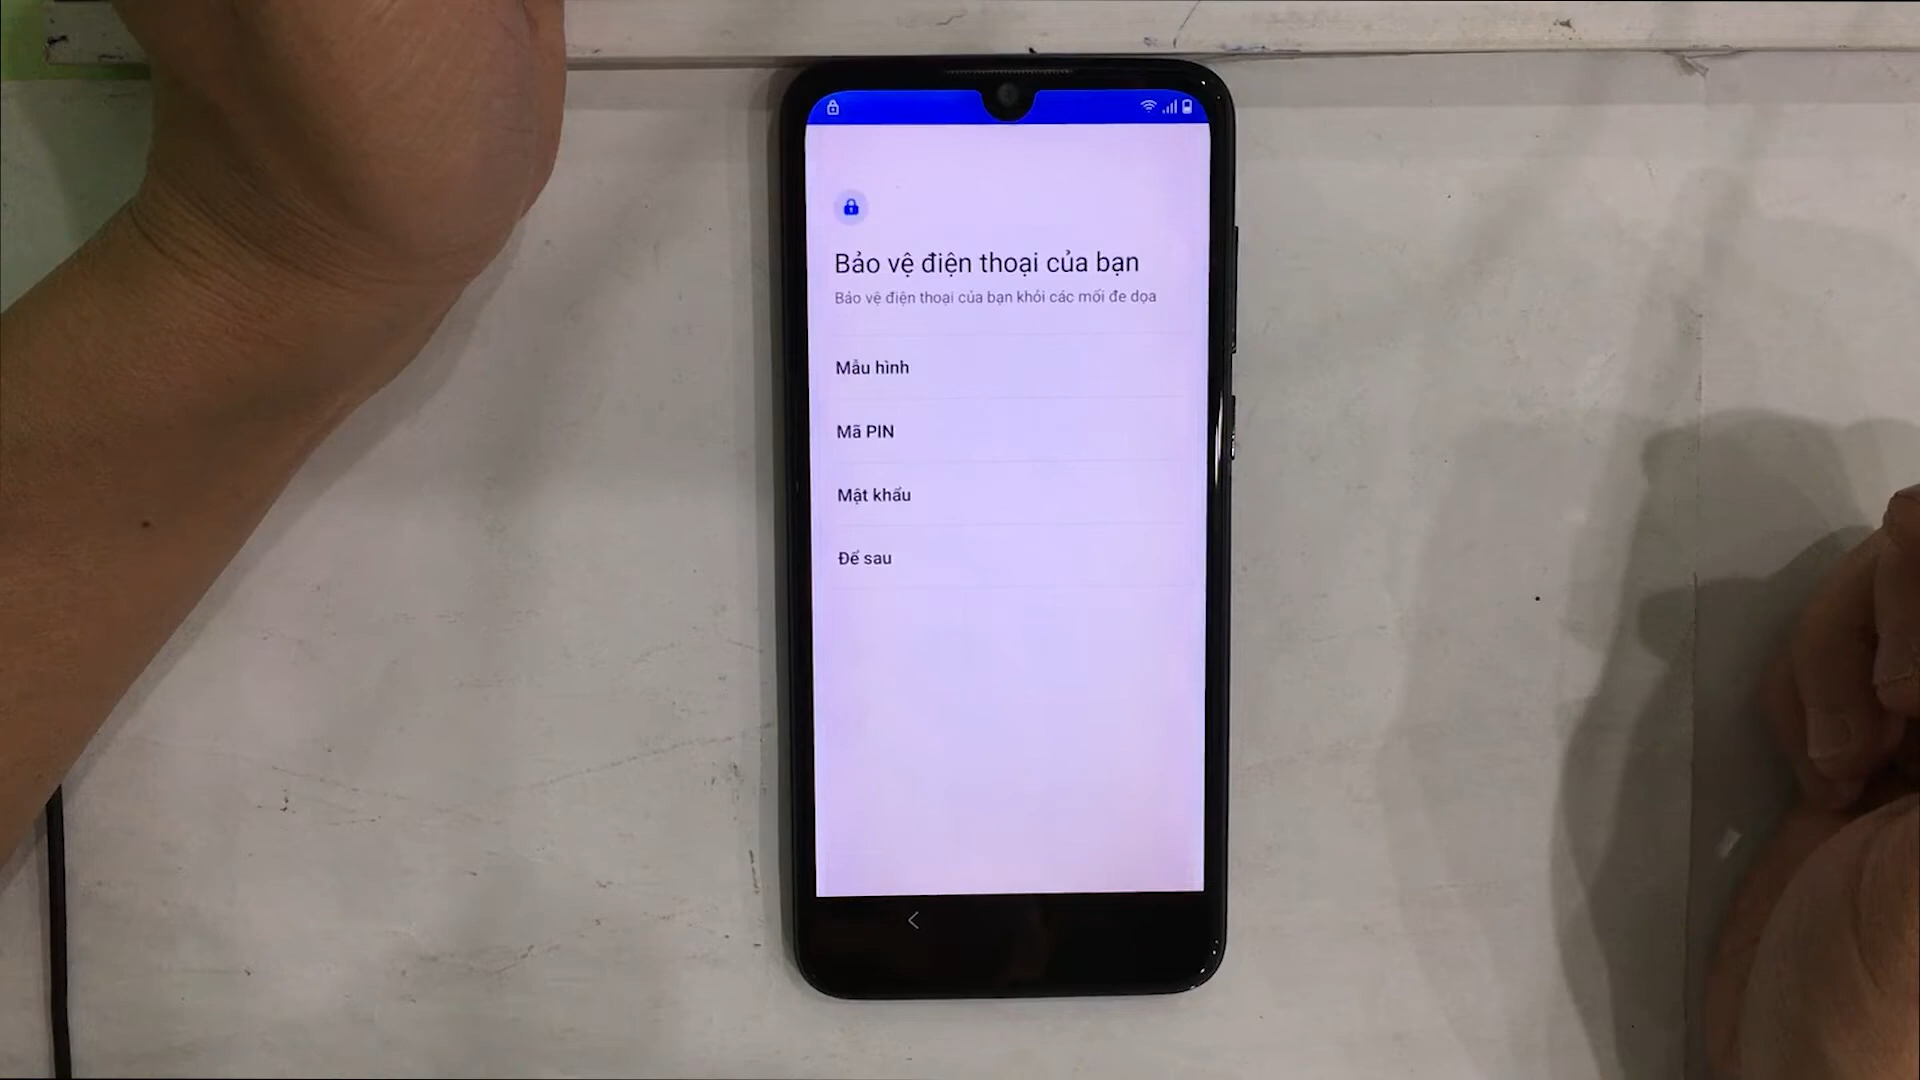 Bảo vệ điện thoại của bạn
Bảo vệ điện thoại của bạn khỏi các mối đe dọa
Mẫu hình
Mã PIN
Mật khẩu
Để sau